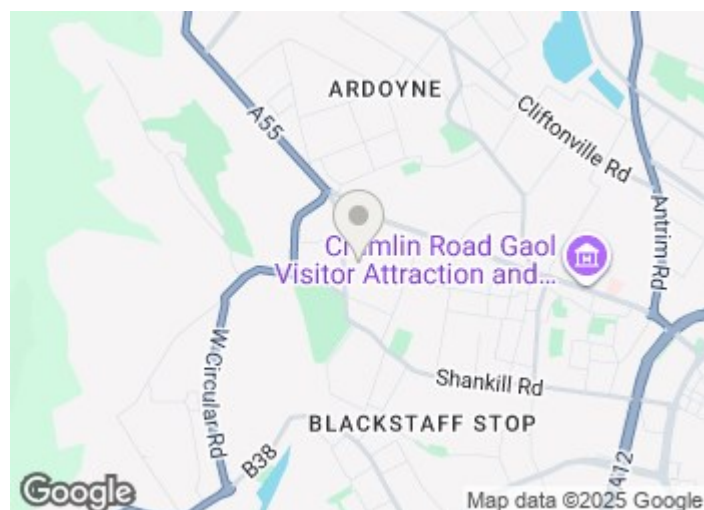 ARDOYNE
A55
Cliftonville Rd
Antrim Rd
Crumlin Road Gaol
Visitor Attraction and...
W Circular Rd
Shankill Rd
BLACKSTAFF STOP
B38
A12
Google
Map data ©2025 Google